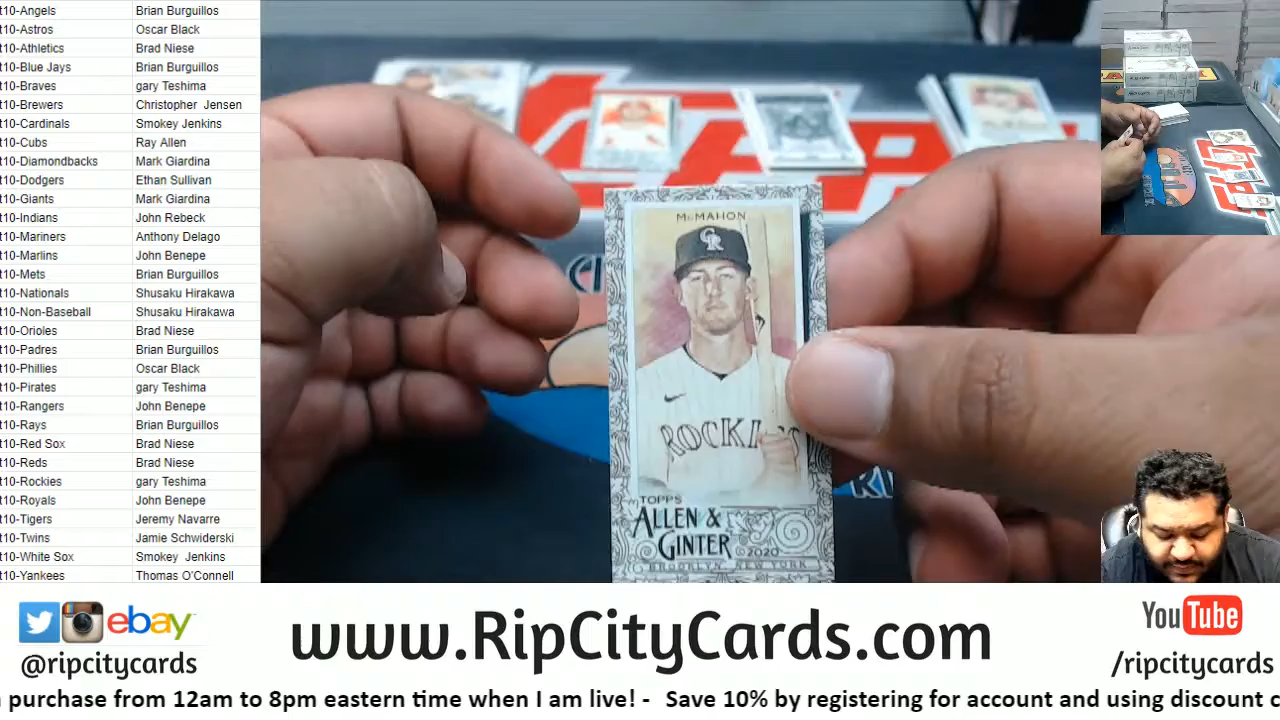 t10-Angels Brian Burguillos
t10-Astros Oscar Black
t10-Athletics Brad Niese
t10-Blue Jays Brian Burguillos
t10-Braves gary Teshima
t10-Brewers Christopher Jensen
t10-Cardinals Smokey Jenkins
t10-Cubs Ray Allen
t10-Diamondbacks Mark Giardina
t10-Dodgers Ethan Sullivan
t10-Giants Mark Giardina
t10-Indians John Rebeck
t10-Mariners Anthony Delago
t10-Marlins John Benepe
t10-Mets Brian Burguillos
t10-Nationals Shusaku Hirakawa
t10-Non-Baseball Shusaku Hirakawa
t10-Orioles Brad Niese
t10-Padres Brian Burguillos
t10-Phillies Oscar Black
t10-Pirates gary Teshima
t10-Rangers John Benepe
t10-Rays Brian Burguillos
t10-Red Sox Brad Niese
t10-Reds Brad Niese
t10-Rockies gary Teshima
t10-Royals John Benepe
t10-Tigers Jeremy Navarre
t10-Twins Jamie Schwiderski
t10-White Sox Smokey Jenkins
t10-Yankees Thomas O'Connell
McMAHON
CR
ROCKI S
TOPPS
ALLEN &
GINTER
©2020
BROOKLYN, NEW YORK
ebay
@ripcitycards
www.RipCityCards.com
YouTube
/ripcitycards
purchase from 12am to 8pm eastern time when I am live! - Save 10% by registering for account and using discount c